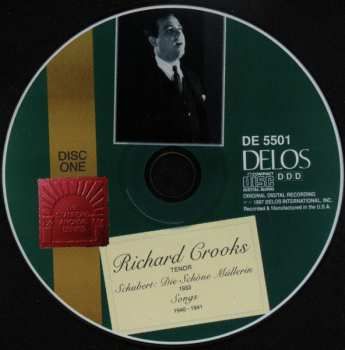 DE 5501
DELOS
DISC
ONE
COMPACT
disc
DIGITAL AUDIO
D D D
ORIGINAL DIGITAL RECORDING
1997 DELOS INTERNATIONAL, INC.
Recorded & Manufactured in the U.S.A.
Richard Crooks
TENOR
Schubert: Die Schöne Müllerin
1933
Songs
1940 - 1941